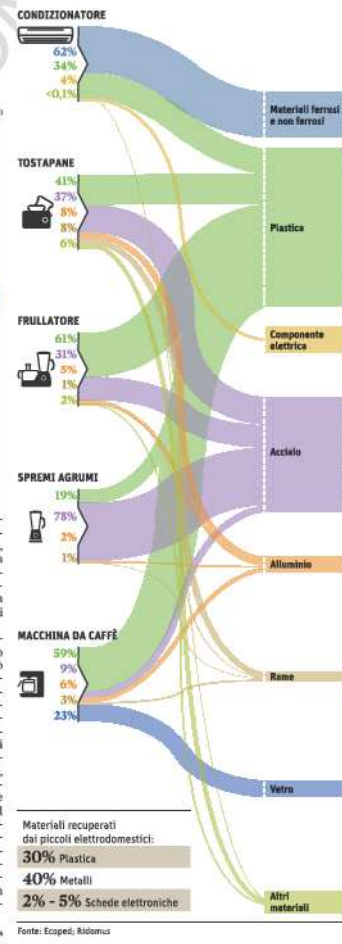 CONDIZIONATORE
62%
34%
4%
<0,1%
Materiali ferrosi
e non ferrosi
TOSTAPANE
41%
37%
8%
8%
6%
Plastica
FRULLATORE
61%
31%
5%
1%
2%
Componente
elettrica
Acciaio
SPREMI AGRUMI
19%
78%
2%
1%
Alluminio
MACCHINA DA CAFFÈ
59%
9%
6%
3%
23%
Rame
Vetro
Materiali recuperati
dai piccoli elettrodomestici:
30% Plastica
40% Metalli
2% - 5% Schede elettroniche
Altri
materiali
Fonte: Ecoped; Ridomus